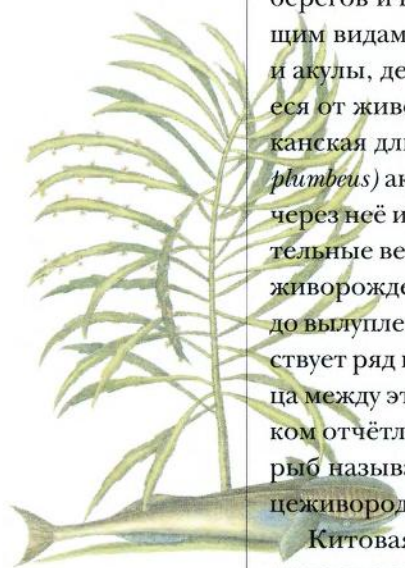 берегов и
щим видам
и акулы, де
еся от живо
канская дл
plumbeus) ак
через неё и
тельные ве
живорожде
до вылупле
ствует ряд
ца между эт
ком отчётл
рыб называ
цеживород
Китовая